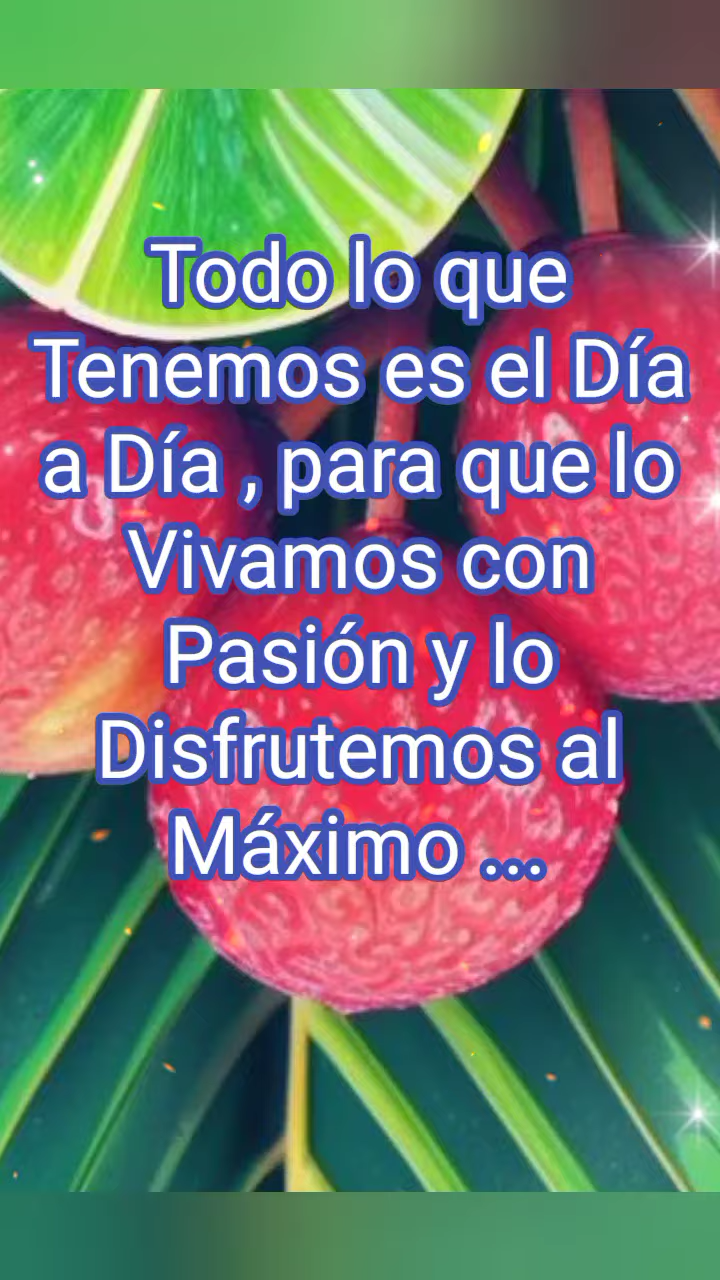 Todo lo que
Tenemos es el Día
a Día , para que lo
Vivamos con
Pasión y lo
Disfrutemos al
Máximo ...